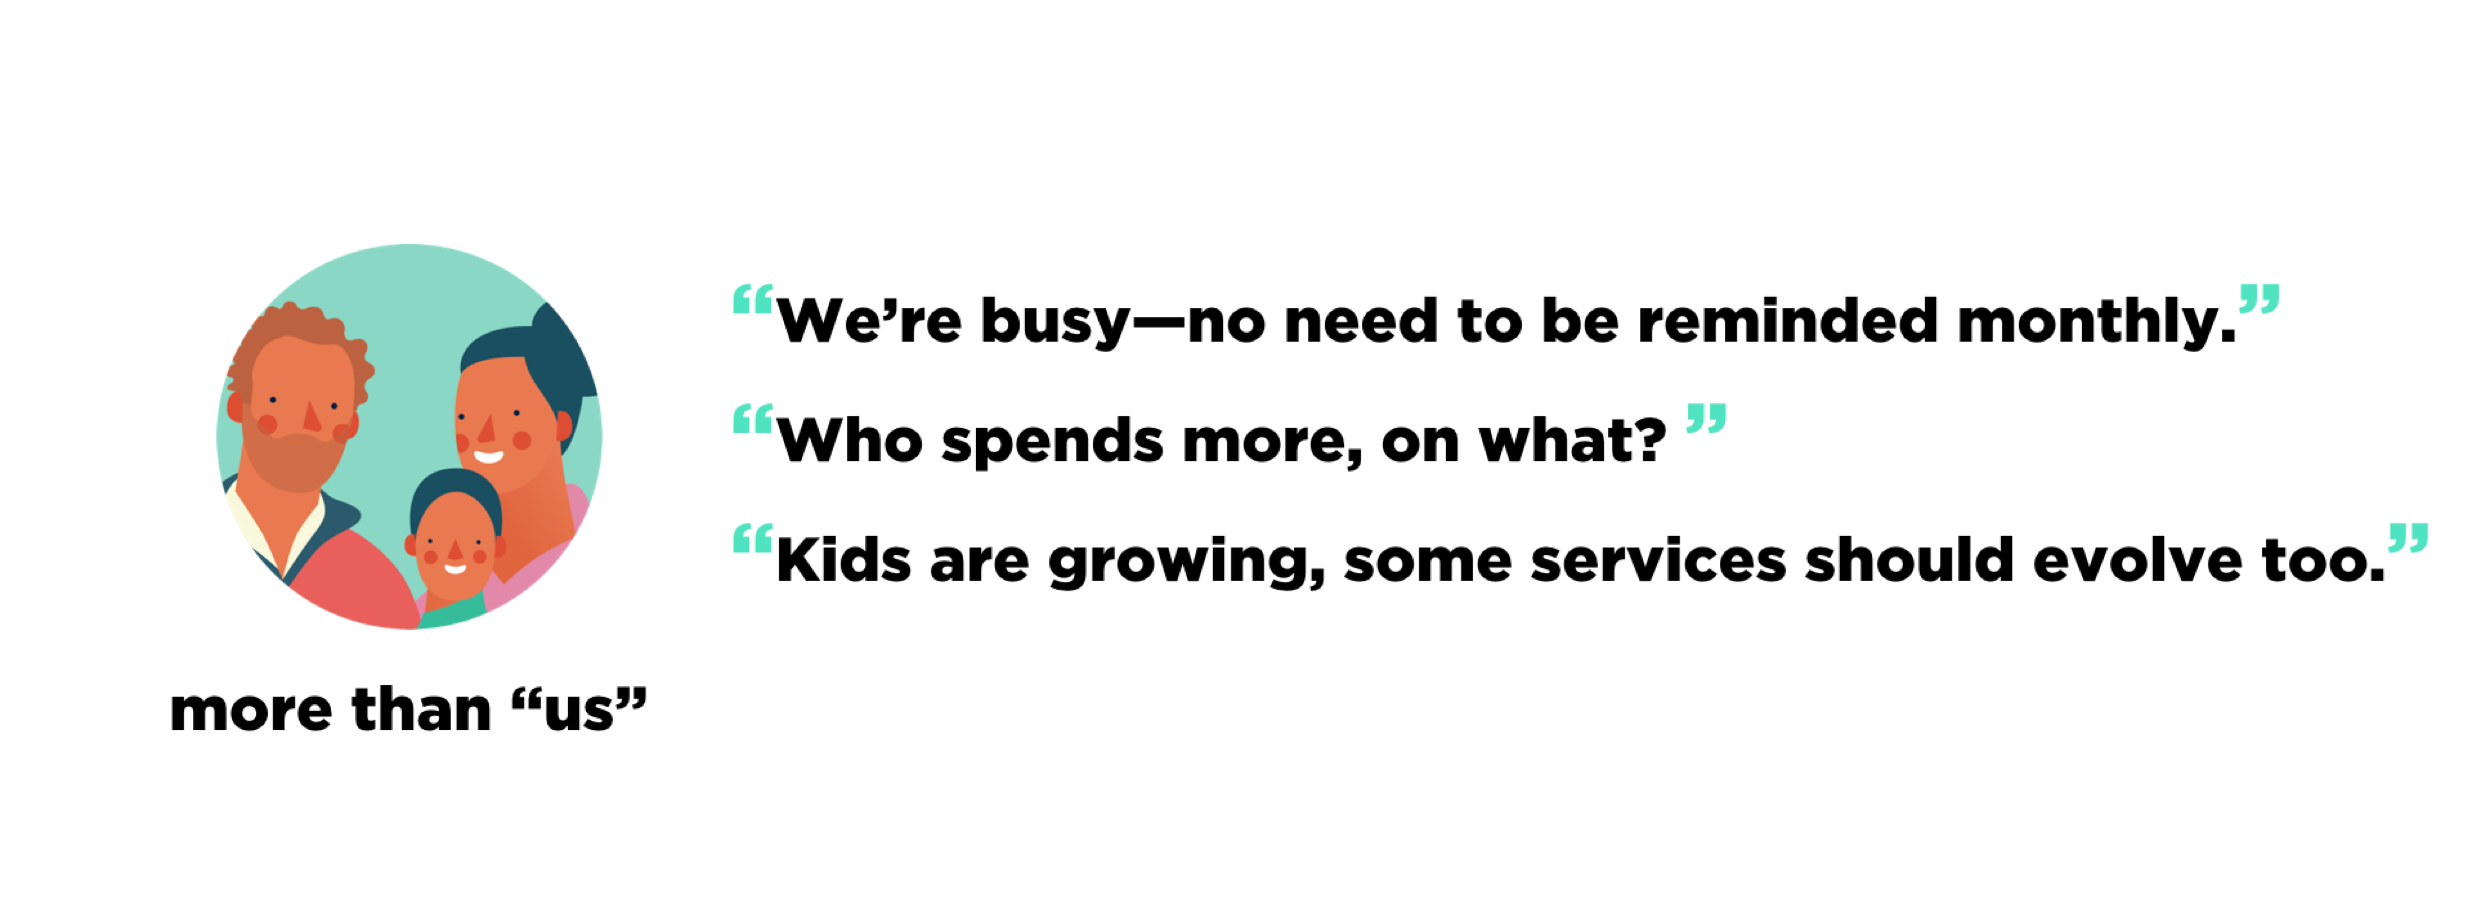 “We’re busy—no need to be reminded monthly.”
“Who spends more, on what? ”
“Kids are growing, some services should evolve too.”
more than “us”